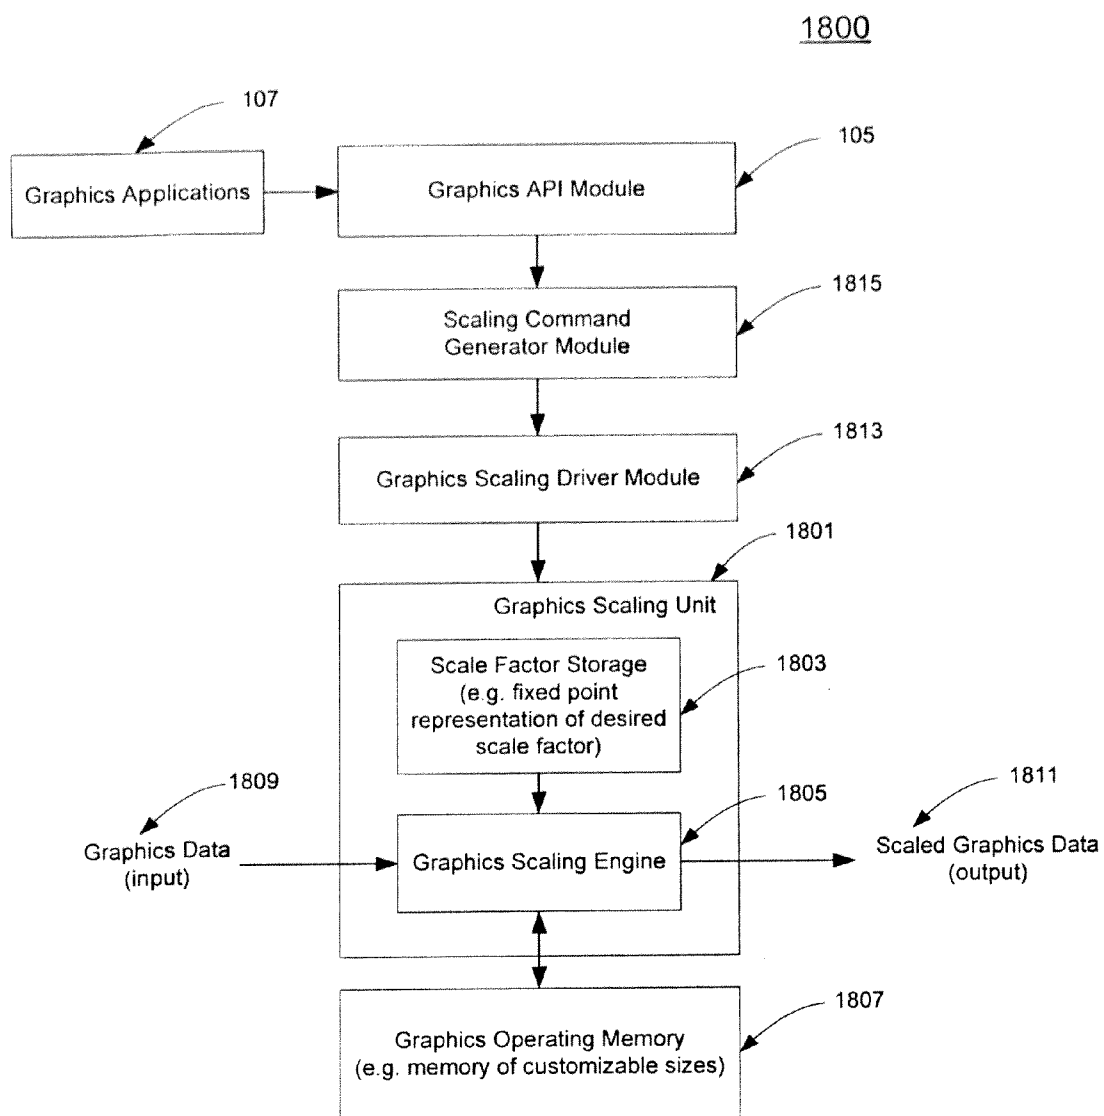 1800
107
105
Graphics Applications
Graphics API Module
1815
Scaling Command
Generator Module
1813
Graphics Scaling Driver Module
1801
Graphics Scaling Unit
Scale Factor Storage
(e.g. fixed point
representation of desired
scale factor)
1803
1809
1805
1811
Graphics Data
(input)
Graphics Scaling Engine
Scaled Graphics Data
(output)
1807
Graphics Operating Memory
(e.g. memory of customizable sizes)